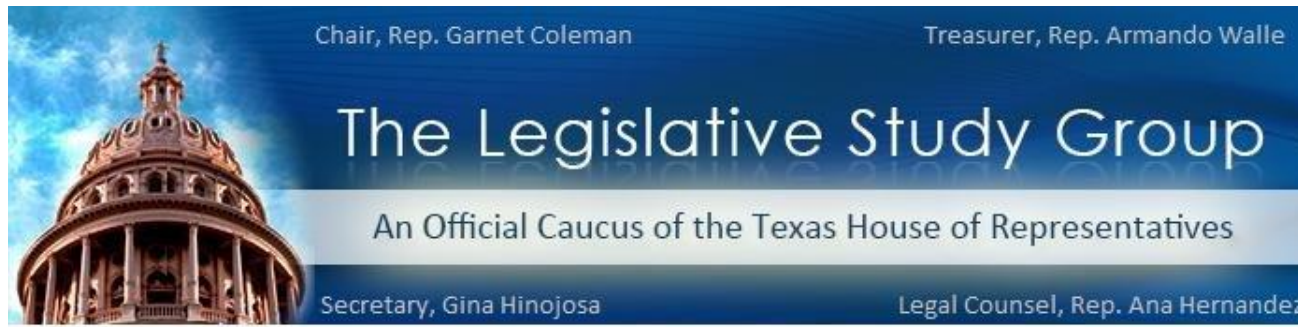 Chair, Rep. Garnet Coleman Treasurer, Rep. Armando Walle
The Legislative Study Group
An Official Caucus of the Texas House of Representatives
Secretary, Gina Hinojosa Legal Counsel, Rep. Ana Hernandez